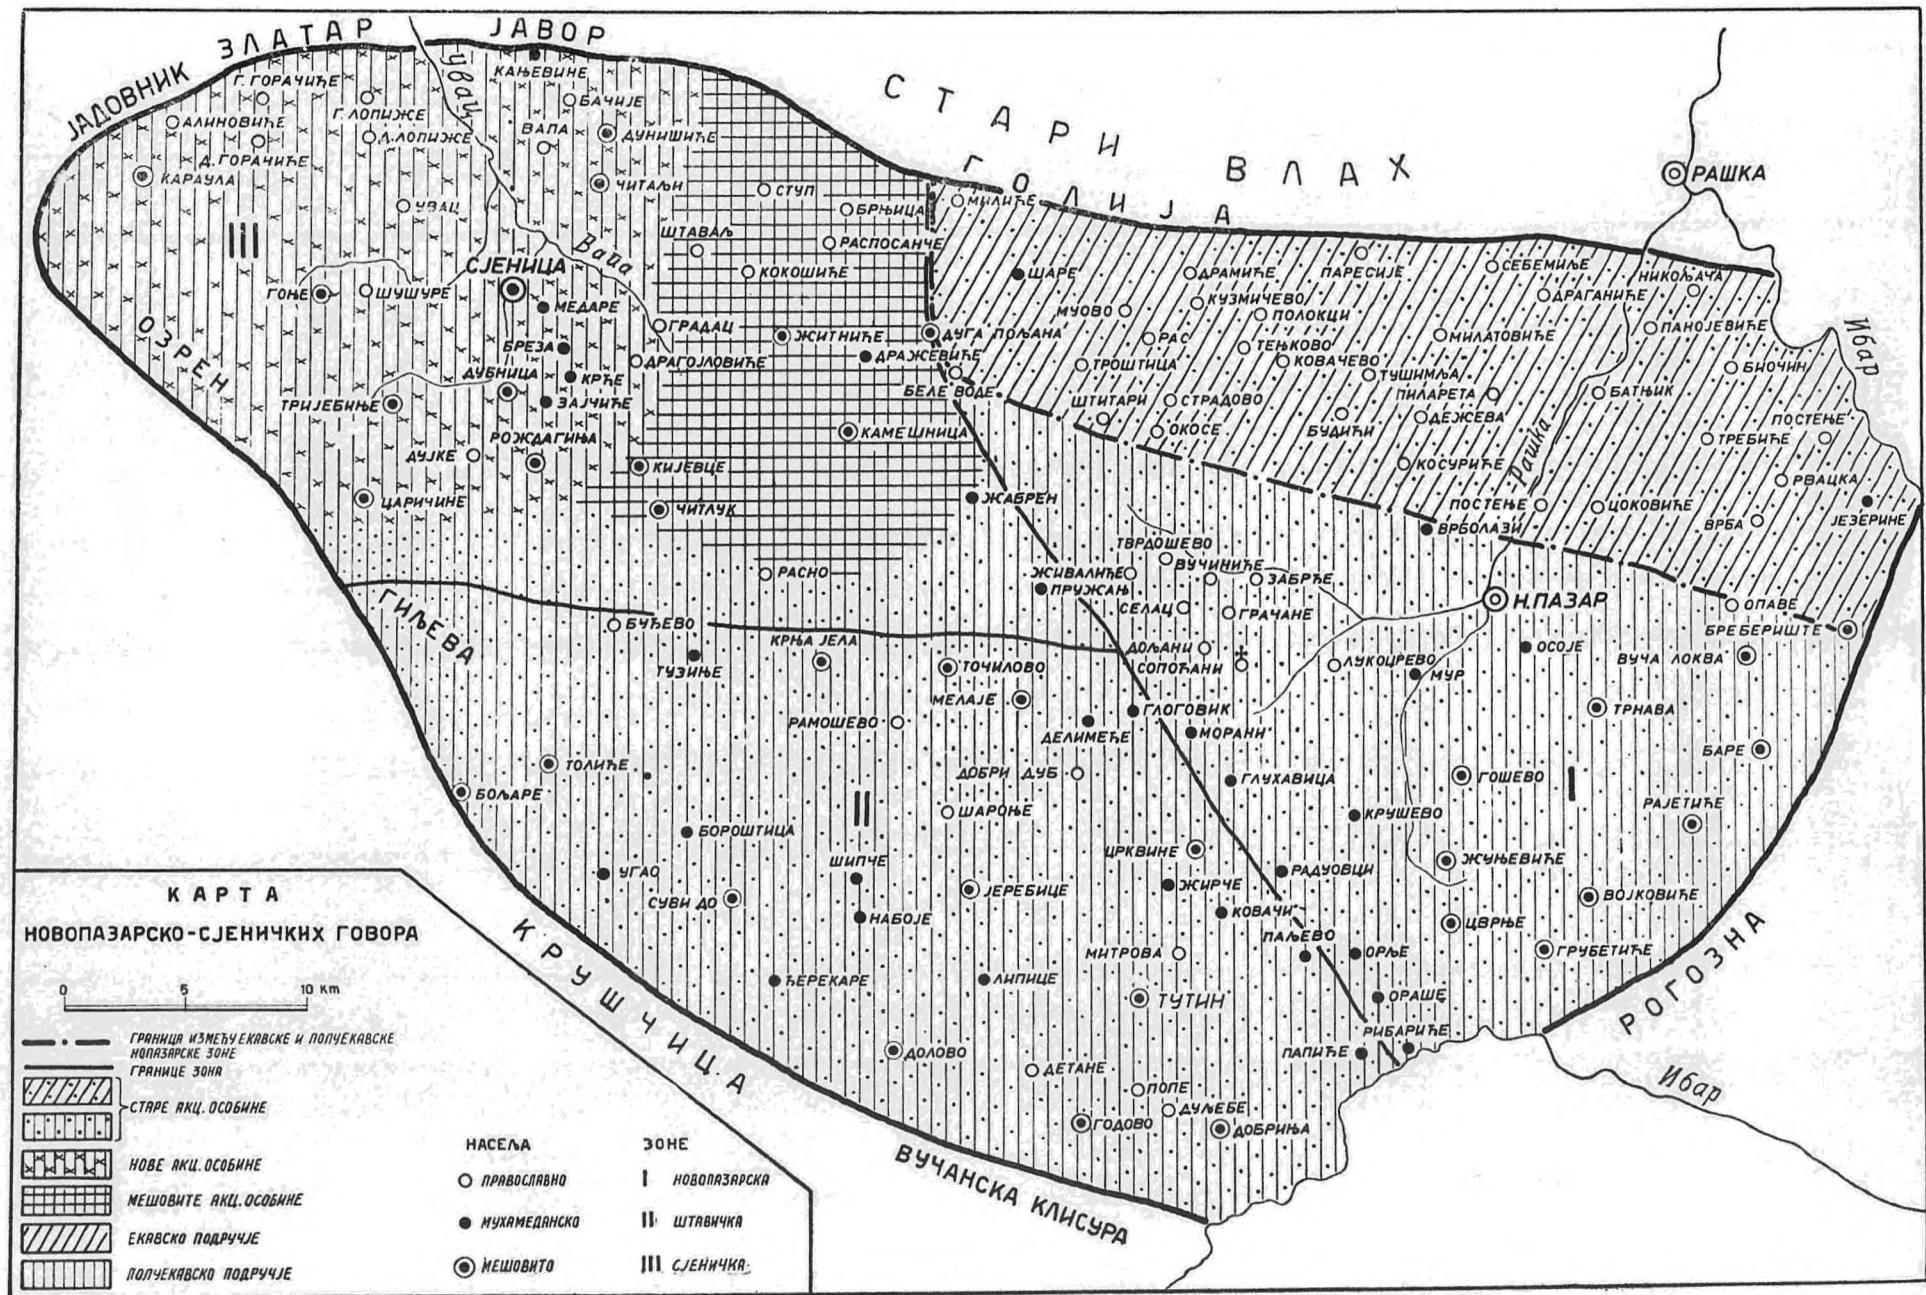 ЈАДОВНИК
ЗЛАТАР
ЈАВОР
СТАРИ ВЛАХ
ГОЛИЈА
УВАЦ
КАЊЕВИНЕ
Г. ГОРАЧИЋЕ
БАЧИЈЕ
АЛИНОВИЋЕ
Г. ЛОПИЖЕ
ВАПА
ДУНИШИЋЕ
Д. ЛОПИЖЕ
Д. ГОРАЧИЋЕ
КАРАУЛА
ЧИТАЉИ
СТУП
РАШКА
УВАЦ
БРЊИЦА
МИЛИЋЕ
III
ШТАВАЉ
РАСПОСАНЧЕ
Вапа
СЈЕНИЦА
КОКОШИЋЕ
ШАРЕ
ДРАМИЋЕ
ПАРЕСИЈЕ
СЕБЕМИЉЕ
НИКОЉАЧА
ГОЊЕ
ШУШУРЕ
МЕДАРЕ
МУОВО
КУЗМИЧЕВО
ПОЛОКЦИ
ДРАГАНИЋЕ
ОЗРЕН
ГРАДАЦ
ЖИТНИЋЕ
ДУГА ПОЉАНА
РАС
ТЕЊКОВО
МИЛАТОВИЋЕ
ПАНОЈЕВИЋЕ
Ибар
БРЕЗА
ДРАГОЈЛОВИЋЕ
ДРАЖЕВИЋЕ
ТРОШТИЦА
КОВАЧЕВО
ТУШИМЉА
БИОЧИН
ДУБНИЦА
КРЋЕ
БЕЛЕ ВОДЕ
ШТИТАРИ
СТРАДОВО
ПИЛАРЕТА
БАТЊИК
ТРИЈЕБИЊЕ
ЗАЈЧИЋЕ
КАМЕШНИЦА
ОКОСЕ
БУДИЋИ
ДЕЖЕВА
ПОСТЕЊЕ
РОЖДАГИЊА
ТРЕБИЋЕ
ДУЈКЕ
КИЈЕВЦЕ
КОСУРИЋЕ
Рашка
РВАЦКА
ЦАРИЧИНЕ
ЧИТЛУК
ЖАБРЕН
ПОСТЕЊЕ
ЦОКОВИЋЕ
ВРБА
ЈЕЗЕРИНЕ
ВРБОЛАЗИ
ТВРДОШЕВО
РАСНО
ЖИВАЛИЋЕ
ВУЧИНИЋЕ
ЗАБРЋЕ
ПРУЖАЊ
ГИЉЕВА
СЕЛАЦ
ГРАЧАНЕ
Н.ПАЗАР
ОПАВЕ
БУЂЕВО
КРЊА ЈЕЛА
БРЕБЕРИШТЕ
ТУЗИЊЕ
ТОЧИЛОВО
ДОЉАНИ
СОПОЋАНИ
ЛУКОЦРЕВО
ОСОЈЕ
ВУЧА ЛОКВА
МУР
МЕЛАЈЕ
РАМОШЕВО
ДЕЛИМЕЂЕ
ГЛОГОВИК
ТРНАВА
МОРАНИ
БАРЕ
ТОЛИЋЕ
ДОБРИ ДУБ
ГЛУХАВИЦА
ГОШЕВО
I
БОЉАРЕ
II
ШАРОЊЕ
КРУШЕВО
РАЈЕТИЋЕ
БОРОШТИЦА
ШИПЧЕ
ЦРКВИНЕ
ЖУЊЕВИЋЕ
УГАО
ЈЕРЕБИЦЕ
ЖИРЧЕ
РАДУОВЦИ
СУВИ ДО
НАБОЈЕ
КОВАЧИ
ВОЈКОВИЋЕ
ПАЉЕВО
ЦВРЊЕ
МИТРОВА
ОРЉЕ
ГРУБЕТИЋЕ
ЂЕРЕКАРЕ
ЛИПИЦЕ
ТУТИН
ОРАШЕ
РОГОЗНА
КРУШЧИЦА
РИБАРИЋЕ
ДОЛОВО
ПАПИЋЕ
ДЕТАНЕ
ПОПЕ
ДУЉЕБЕ
Ибар
ГОДОВО
ДОБРИЊА
ВУЧАНСКА КЛИСУРА
КАРТА
НОВОПАЗАРСКО-СЈЕНИЧКИХ ГОВОРА
0 5 10 Km
ГРАНИЦА ИЗМЕЂУ ЕКАВСКЕ И ПОЛУЕКАВСКЕ
НОПАЗАРСКЕ ЗОНЕ
ГРАНИЦЕ ЗОНА
СТАРЕ АКЦ. ОСОБИНЕ
НОВЕ АКЦ. ОСОБИНЕ
МЕШОВИТЕ АКЦ. ОСОБИНЕ
ЕКАВСКО ПОДРУЧЈЕ
ПОЛУЕКАВСКО ПОДРУЧЈЕ
НАСЕЉА
ПРАВОСЛАВНО
МУХАМЕДАНСКО
МЕШОВИТО
ЗОНЕ
I НОВОПАЗАРСКА
II ШТАВИЧКА
III СЈЕНИЧКА